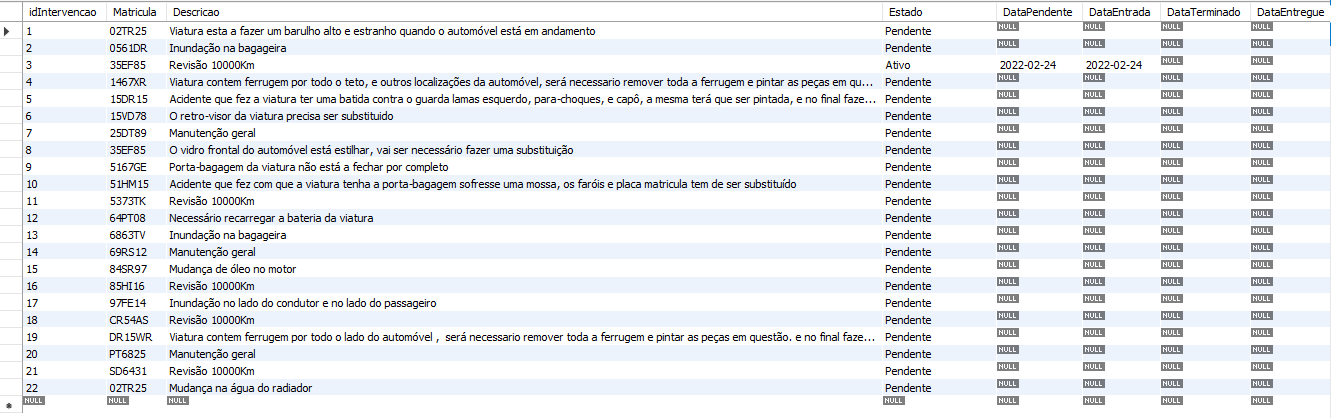 idIntervencao Matricula Descricao Estado DataPendente DataEntrada DataTerminado DataEntregue
1 02TR25 Viatura esta a fazer um barulho alto e estranho quando o automóvel está em andamento Pendente NULL NULL NULL NULL
2 0561DR Inundação na bagageira Pendente NULL NULL NULL NULL
3 35EF85 Revisão 10000Km Ativo 2022-02-24 2022-02-24 NULL NULL
4 1467XR Viatura contem ferrugem por todo o teto, e outros localizações da automóvel, será necessario remover toda a ferrugem e pintar as peças em qu... Pendente NULL NULL NULL NULL
5 15DR15 Acidente que fez a viatura ter uma batida contra o guarda lamas esquerdo, para-choques, e capô, a mesma terá que ser pintada, e no final faze... Pendente NULL NULL NULL NULL
6 15VD78 O retro-visor da viatura precisa ser substituido Pendente NULL NULL NULL NULL
7 25DT89 Manutenção geral Pendente NULL NULL NULL NULL
8 35EF85 O vidro frontal do automóvel está estilhar, vai ser necessário fazer uma substituição Pendente NULL NULL NULL NULL
9 5167GE Porta-bagagem da viatura não está a fechar por completo Pendente NULL NULL NULL NULL
10 51HM15 Acidente que fez com que a viatura tenha a porta-bagagem sofresse uma mossa, os faróis e placa matricula tem de ser substituído Pendente NULL NULL NULL NULL
11 5373TK Revisão 10000Km Pendente NULL NULL NULL NULL
12 64PT08 Necessário recarregar a bateria da viatura Pendente NULL NULL NULL NULL
13 6863TV Inundação na bagageira Pendente NULL NULL NULL NULL
14 69RS12 Manutenção geral Pendente NULL NULL NULL NULL
15 84SR97 Mudança de óleo no motor Pendente NULL NULL NULL NULL
16 85HI16 Revisão 10000Km Pendente NULL NULL NULL NULL
17 97FE14 Inundação no lado do condutor e no lado do passageiro Pendente NULL NULL NULL NULL
18 CR54AS Revisão 10000Km Pendente NULL NULL NULL NULL
19 DR15WR Viatura contem ferrugem por todo o lado do automóvel , será necessario remover toda a ferrugem e pintar as peças em questão. e no final faze... Pendente NULL NULL NULL NULL
20 PT6825 Manutenção geral Pendente NULL NULL NULL NULL
21 SD6431 Revisão 10000Km Pendente NULL NULL NULL NULL
22 02TR25 Mudança na água do radiador Pendente NULL NULL NULL NULL
NULL NULL NULL NULL NULL NULL NULL NULL